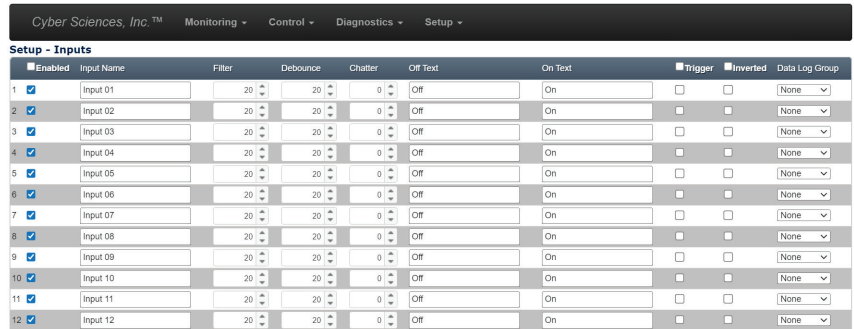 Cyber Sciences, Inc.™ Monitoring Control Diagnostics Setup
Setup - Inputs
Enabled Input Name Filter Debounce Chatter Off Text On Text Trigger Inverted Data Log Group
1 Input 01 20 20 0 Off On None
2 Input 02 20 20 0 Off On None
3 Input 03 20 20 0 Off On None
4 Input 04 20 20 0 Off On None
5 Input 05 20 20 0 Off On None
6 Input 06 20 20 0 Off On None
7 Input 07 20 20 0 Off On None
8 Input 08 20 20 0 Off On None
9 Input 09 20 20 0 Off On None
10 Input 10 20 20 0 Off On None
11 Input 11 20 20 0 Off On None
12 Input 12 20 20 0 Off On None